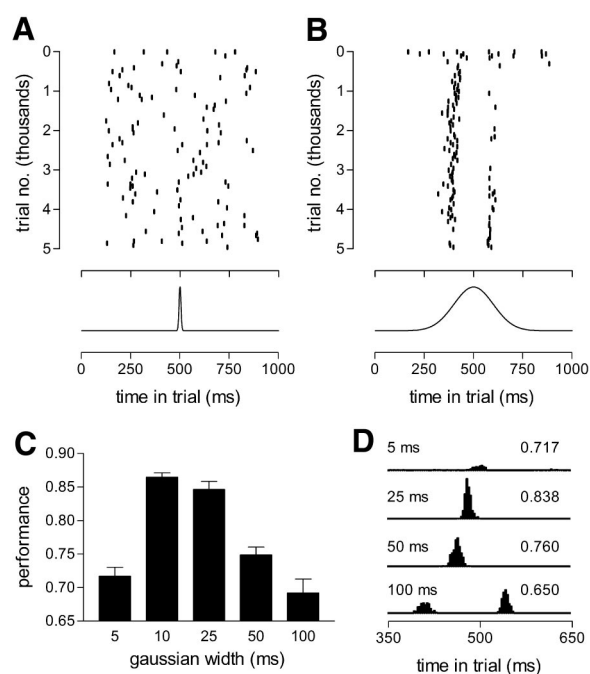 A
0
1
2
3
4
5
trial no. (thousands)
0 250 500 750 1000
time in trial (ms)
B
0
1
2
3
4
5
trial no. (thousands)
0 250 500 750 1000
time in trial (ms)
C
0.90
0.85
0.80
0.75
0.70
0.65
performance
5 10 25 50 100
gaussian width (ms)
D
5 ms 0.717
25 ms 0.838
50 ms 0.760
100 ms 0.650
350 500 650
time in trial (ms)